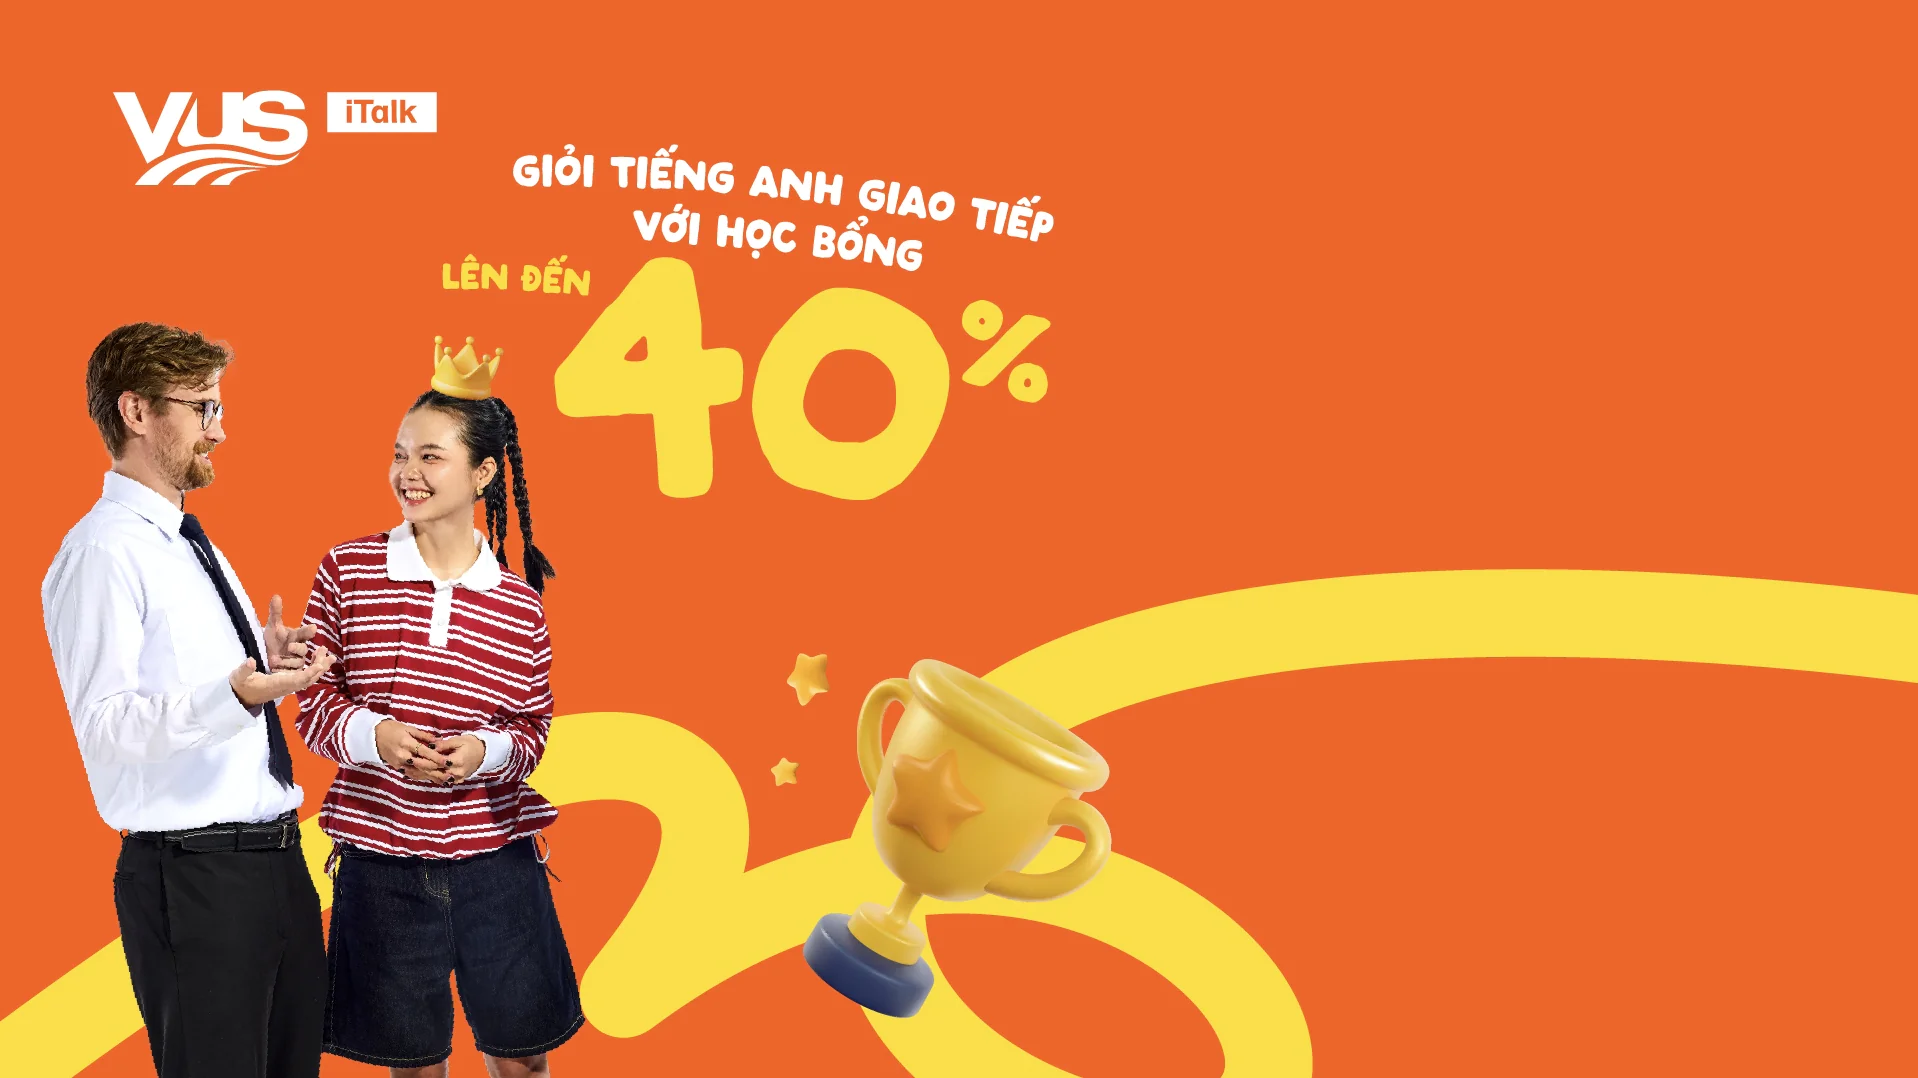 VUS iTalk
GIỎI TIẾNG ANH GIAO TIẾP
VỚI HỌC BỔNG
LÊN ĐẾN
40%